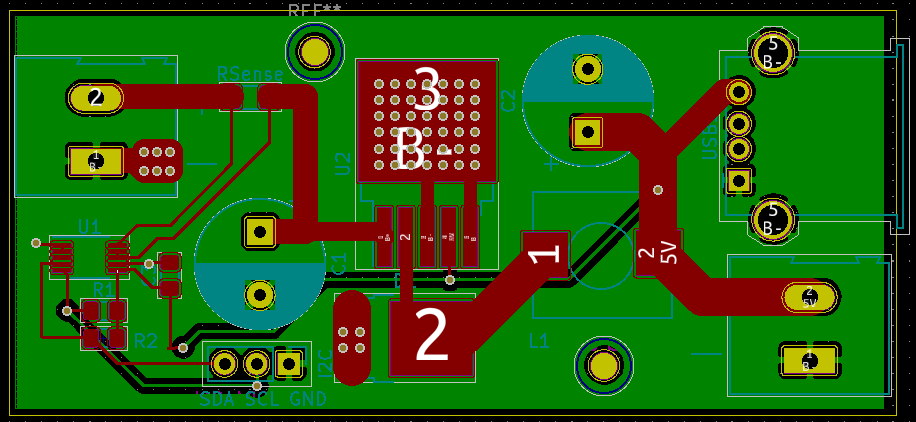 REF**
RSense
2
+
1
B-
3
B-
U2
C2
+
5
B-
USB
5
B-
U1
C1
B+
2
B-
1
2
5V
R1
R2
2
L1
I2C
2
5V
1
B-
SDA SCL GND